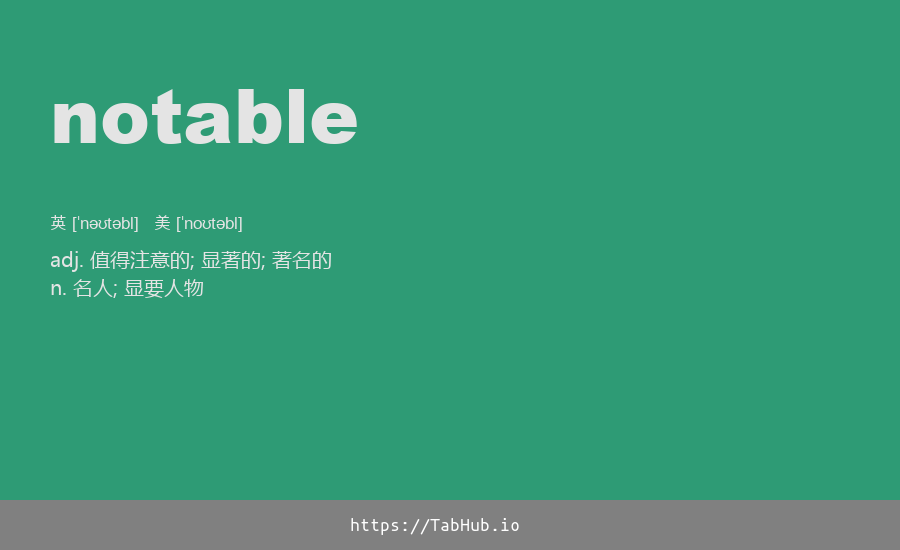 notable
英 [ˈnəʊtəbl] 美 [ˈnoʊtəbl]
adj. 值得注意的; 显著的; 著名的
n. 名人; 显要人物
https://TabHub.io